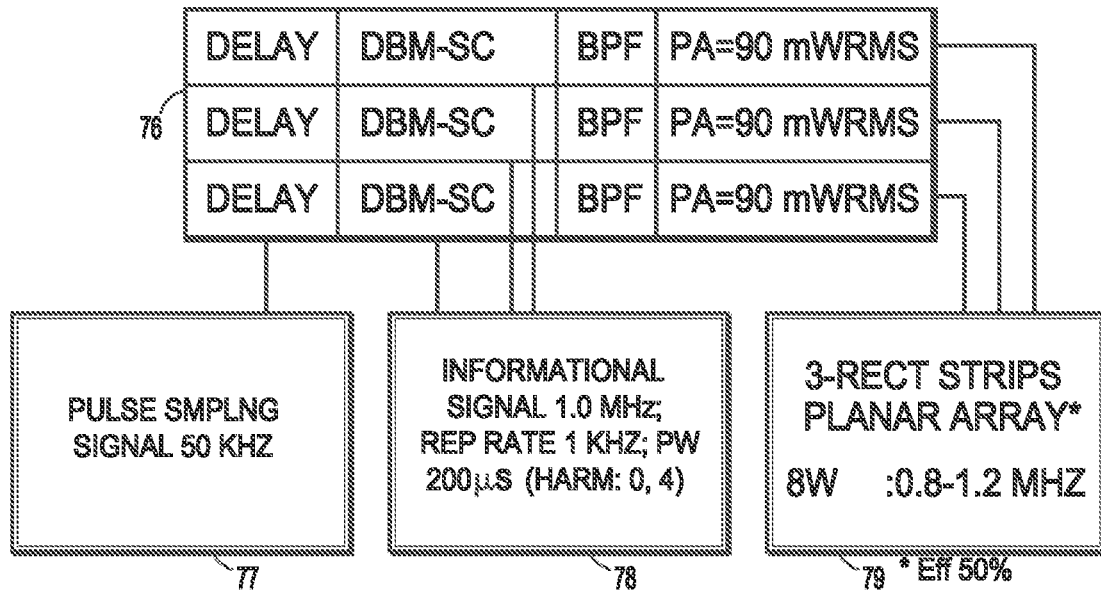 DELAY DBM-SC BPF PA=90 mWRMS
DELAY DBM-SC BPF PA=90 mWRMS
DELAY DBM-SC BPF PA=90 mWRMS
76
PULSE SMPLNG
SIGNAL 50 KHZ
77
INFORMATIONAL
SIGNAL 1.0 MHz;
REP RATE 1 KHZ; PW
200μs (HARM: 0, 4)
78
3-RECT STRIPS
PLANAR ARRAY*
8W :0.8-1.2 MHZ
79 * Eff 50%